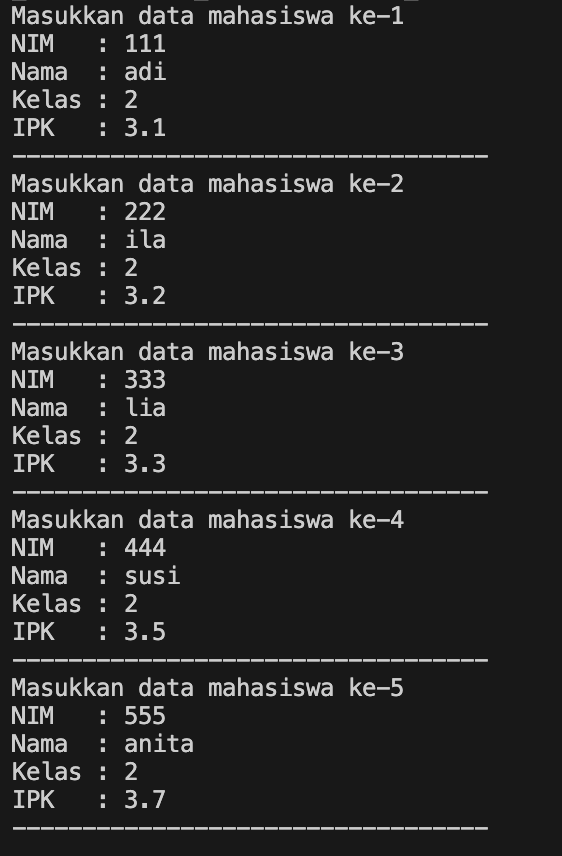 Masukkan data mahasiswa ke-1
NIM   : 111
Nama  : adi
Kelas : 2
IPK   : 3.1
----------------------------------
Masukkan data mahasiswa ke-2
NIM   : 222
Nama  : ila
Kelas : 2
IPK   : 3.2
----------------------------------
Masukkan data mahasiswa ke-3
NIM   : 333
Nama  : lia
Kelas : 2
IPK   : 3.3
----------------------------------
Masukkan data mahasiswa ke-4
NIM   : 444
Nama  : susi
Kelas : 2
IPK   : 3.5
----------------------------------
Masukkan data mahasiswa ke-5
NIM   : 555
Nama  : anita
Kelas : 2
IPK   : 3.7
----------------------------------